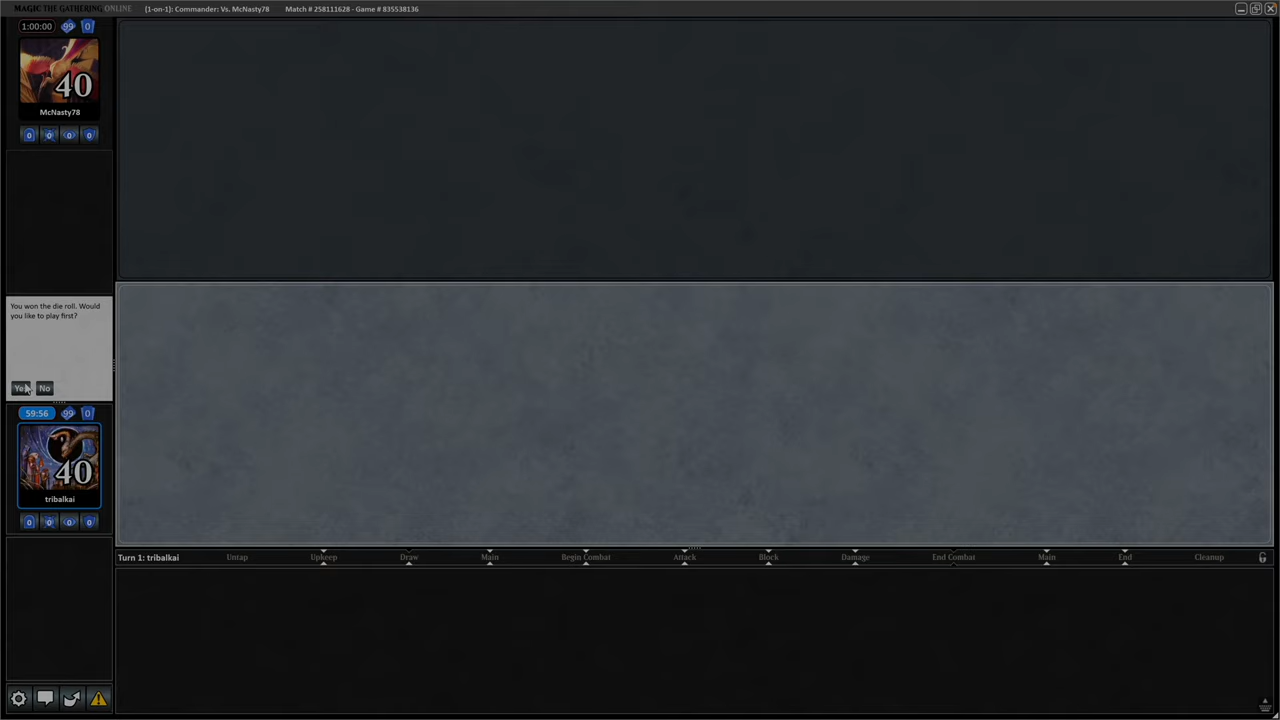 MAGIC THE GATHERING ONLINE (1-on-1): Commander: Vs. McNasty78 Match # 258111628 - Game # 835538136
1:00:00 99 0
40
McNasty78
0 0 0 0
You won the die roll. Would
you like to play first?
Yes No
59:56 99 0
40
tribalkai
0 0 0 0
Turn 1: tribalkai Untap Upkeep Draw Main Begin Combat Attack Block Damage End Combat Main End Cleanup